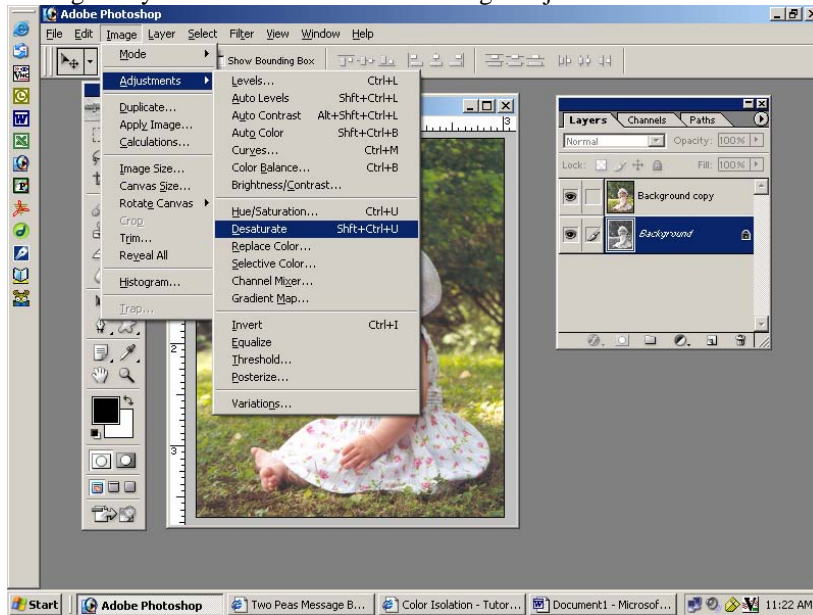 Adobe Photoshop
File Edit Image Layer Select Filter View Window Help
Show Bounding Box
Mode
Adjustments
Duplicate...
Apply Image...
Calculations...
Image Size...
Canvas Size...
Rotate Canvas
Crop
Trim...
Reveal All
Histogram...
Trap...
Levels... Ctrl+L
Auto Levels Shft+Ctrl+L
Auto Contrast Alt+Shft+Ctrl+L
Auto Color Shft+Ctrl+B
Curves... Ctrl+M
Color Balance... Ctrl+B
Brightness/Contrast...
Hue/Saturation... Ctrl+U
Desaturate Shft+Ctrl+U
Replace Color...
Selective Color...
Channel Mixer...
Gradient Map...
Invert Ctrl+I
Equalize
Threshold...
Posterize...
Variations...
3
2
3
Layers Channels Paths
Normal Opacity: 100%
Lock: Fill: 100%
Background copy
Background
Start Adobe Photoshop Two Peas Message B... Color Isolation - Tutor... Document1 - Microsof... 11:22 AM